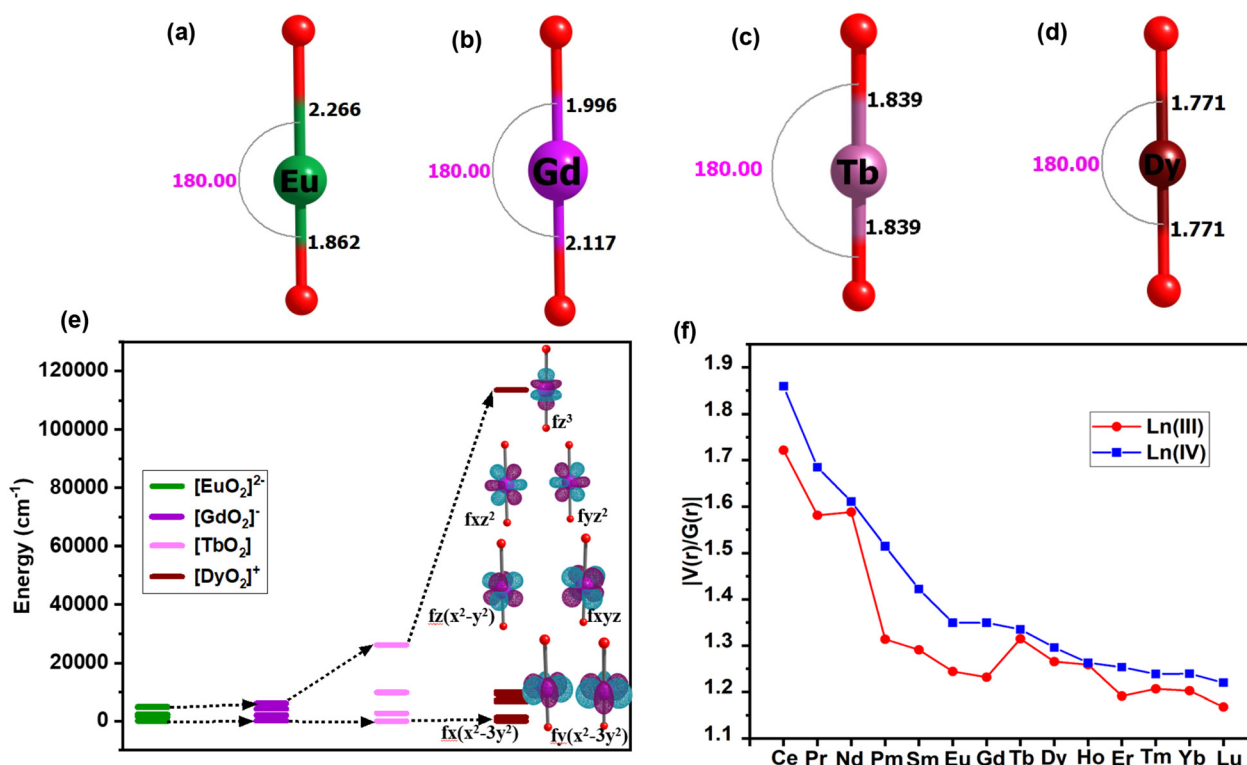 (a)
2.266
180.00
Eu
1.862
(b)
1.996
180.00
Gd
2.117
(c)
1.839
180.00
Tb
1.839
(d)
1.771
180.00
Dy
1.771
(e)
Energy (cm⁻¹)
120000
100000
80000
60000
40000
20000
0
[EuO₂]²⁻
[GdO₂]⁻
[TbO₂]
[DyO₂]⁺
fz³
fxz²
fyz²
fz(x²-y²)
fxyz
fx(x²-3y²)
fy(x²-3y²)
(f)
|V(r)/G(r)|
1.9
1.8
1.7
1.6
1.5
1.4
1.3
1.2
1.1
Ln(III)
Ln(IV)
Ce Pr Nd Pm Sm Eu Gd Tb Dy Ho Er Tm Yb Lu